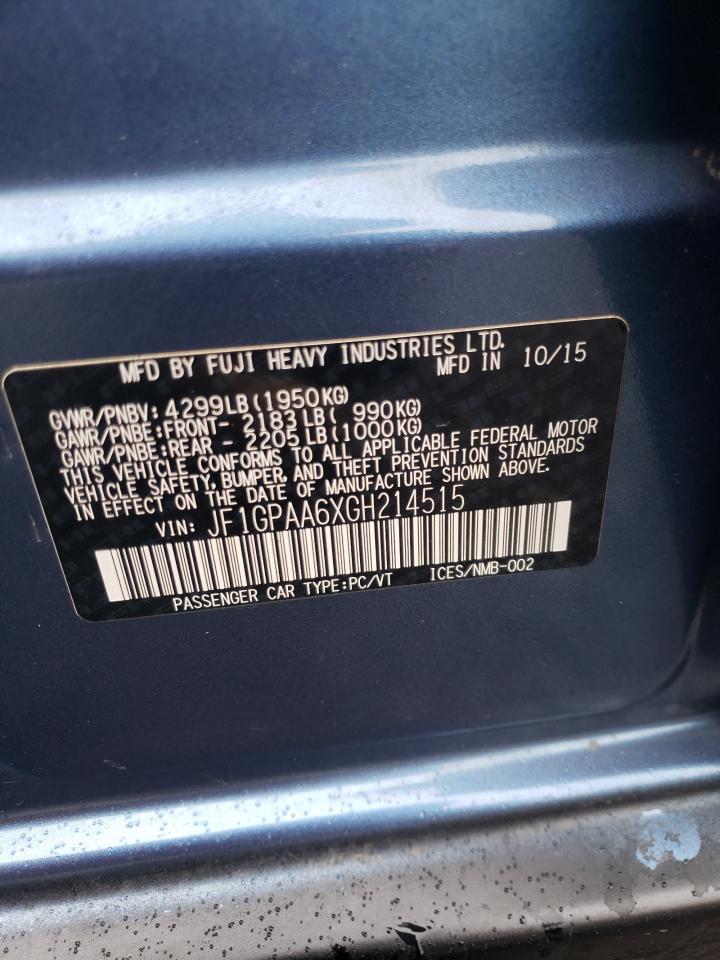 MFD BY FUJI HEAVY INDUSTRIES LTD.
MFD IN 10/15
GVWR/PNBV: 4299LB(1950KG)
GAWR/PNBE:FRONT- 2183LB( 990KG)
GAWR/PNBE:REAR - 2205LB(1000KG)
THIS VEHICLE CONFORMS TO ALL APPLICABLE FEDERAL MOTOR
VEHICLE SAFETY, BUMPER, AND THEFT PREVENTION STANDARDS
IN EFFECT ON THE DATE OF MANUFACTURE SHOWN ABOVE.
VIN: JF1GPAA6XGH214515
PASSENGER CAR TYPE:PC/VT ICES/NMB-002